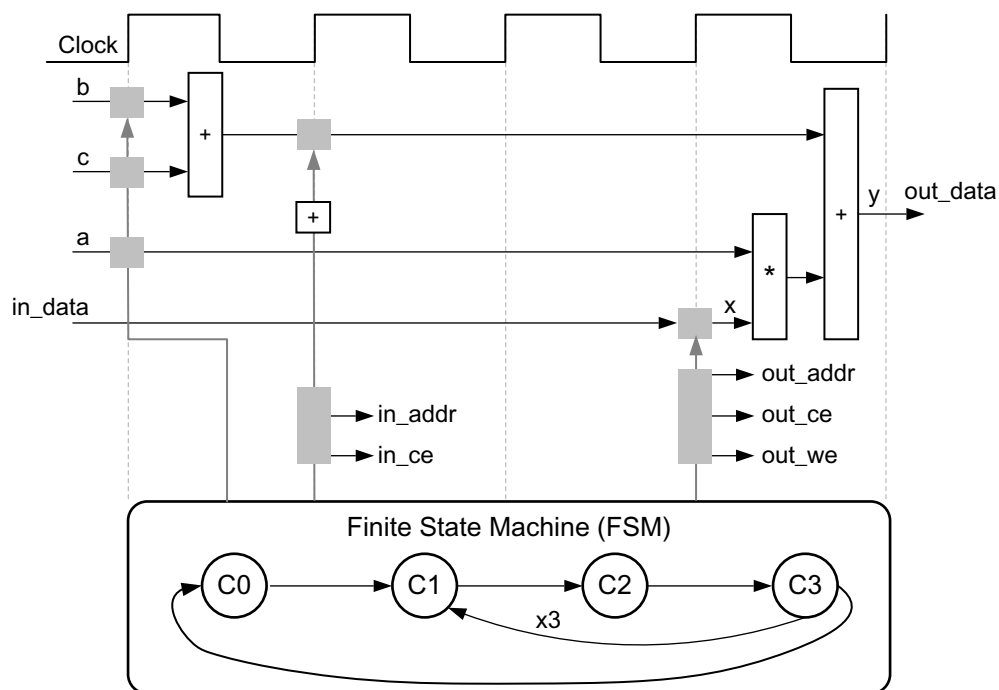 Clock
b
+
c
+
a
in_data
x
*
+
y
out_data
in_addr
in_ce
out_addr
out_ce
out_we
Finite State Machine (FSM)
C0
C1
C2
C3
x3